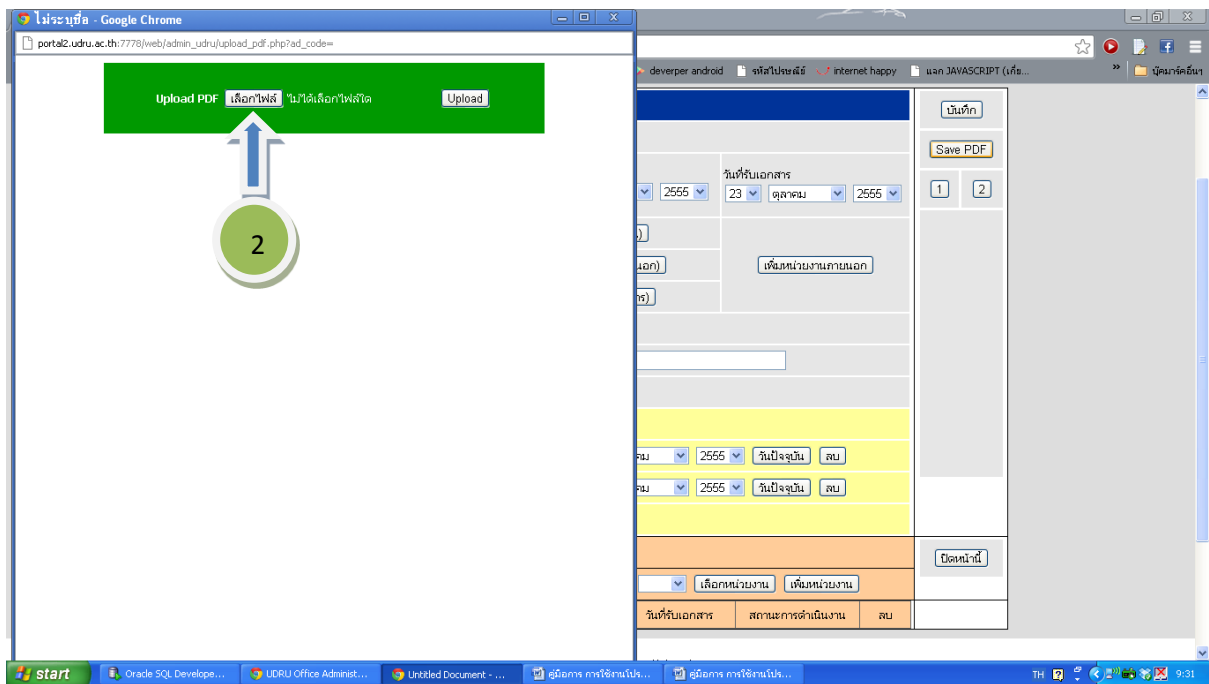 ไม่ระบุชื่อ - Google Chrome
portal2.udru.ac.th:7778/web/admin_udru/upload_pdf.php?ad_code=
Upload PDF เลือกไฟล์ ไม่ได้เลือกไฟล์ใด Upload
2
deverper android รหัสไปรษณีย์ internet happy แจก JAVASCRIPT (เกี่ย... » บุ๊คมาร์คอื่นๆ
บันทึก
Save PDF
1 2
วันที่รับเอกสาร
2555 23 ตุลาคม 2555
นอก) เพิ่มหน่วยงานภายนอก
าร)
คม 2555 วันปัจจุบัน ลบ
คม 2555 วันปัจจุบัน ลบ
ปิดหน้านี้
เลือกหน่วยงาน เพิ่มหน่วยงาน
วันที่รับเอกสาร สถานะการดำเนินงาน ลบ
start Oracle SQL Develope... UDRU Office Administ... Untitled Document - ... คู่มือการ การใช้งานโปร... คู่มือการ การใช้งานโปร... TH 9:31